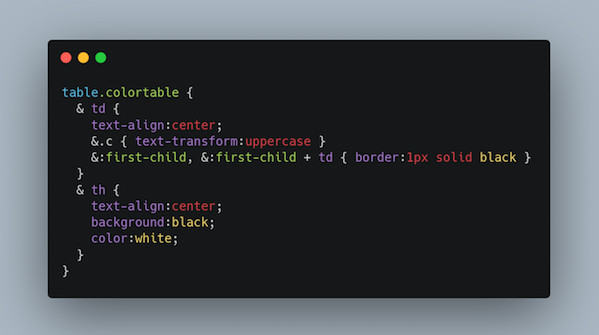 table.colortable {
  & td {
    text-align:center;
    &.c { text-transform:uppercase }
    &:first-child, &:first-child + td { border:1px solid black }
  }
  & th {
    text-align:center;
    background:black;
    color:white;
  }
}